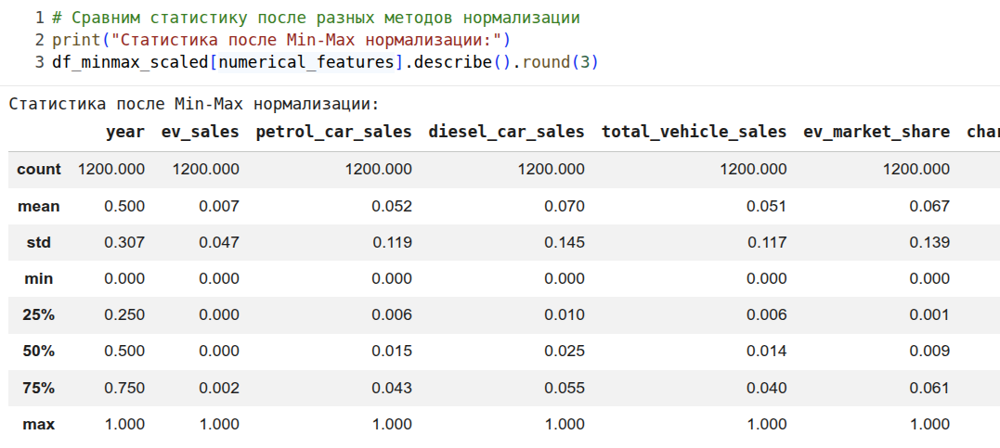 1 # Сравним статистику после разных методов нормализации
2 print("Статистика после Min-Max нормализации:")
3 df_minmax_scaled[numerical_features].describe().round(3)
Статистика после Min-Max нормализации:
year ev_sales petrol_car_sales diesel_car_sales total_vehicle_sales ev_market_share
count 1200.000 1200.000 1200.000 1200.000 1200.000 1200.000
mean 0.500 0.007 0.052 0.070 0.051 0.067
std 0.307 0.047 0.119 0.145 0.117 0.139
min 0.000 0.000 0.000 0.000 0.000 0.000
25% 0.250 0.000 0.006 0.010 0.006 0.001
50% 0.500 0.000 0.015 0.025 0.014 0.009
75% 0.750 0.002 0.043 0.055 0.040 0.061
max 1.000 1.000 1.000 1.000 1.000 1.000